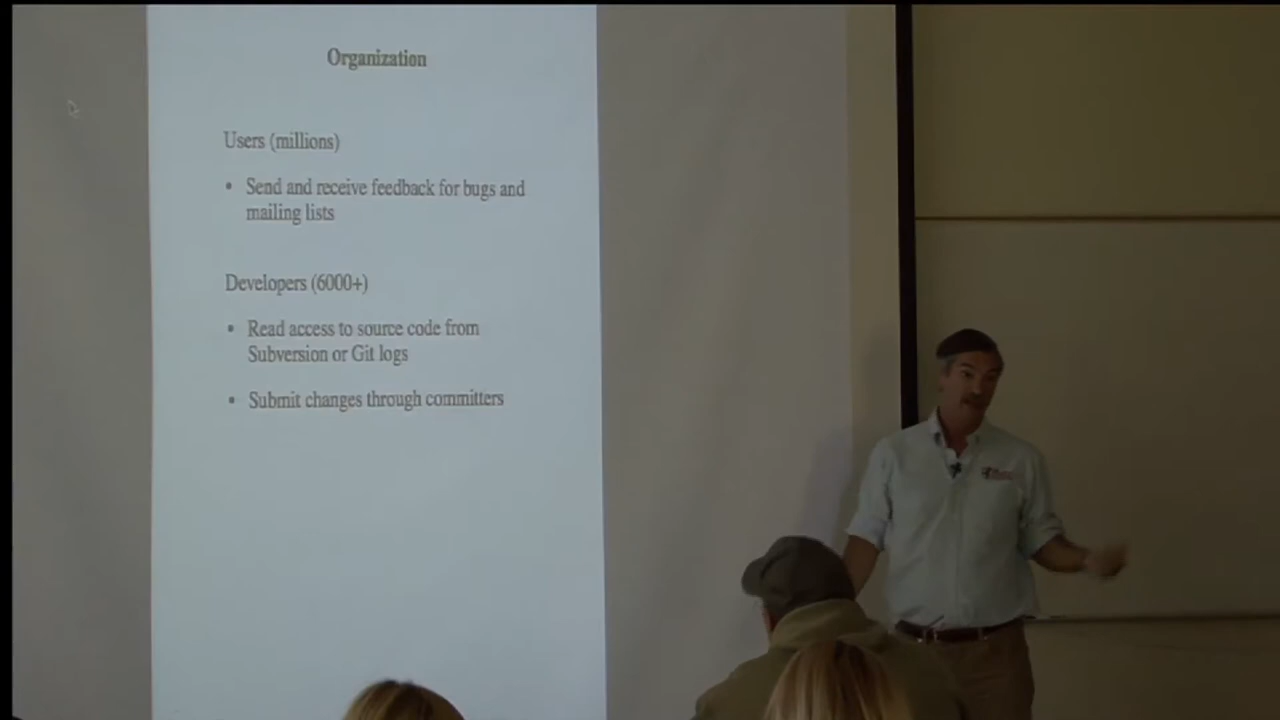 Organization
Users (millions)
• Send and receive feedback for bugs and
mailing lists
Developers (6000+)
• Read access to source code from
Subversion or Git logs
• Submit changes through committers